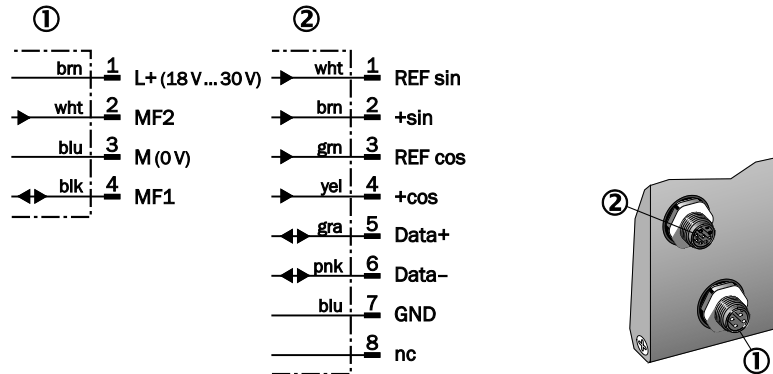 ① ②
brn 1 L+ (18 V... 30 V)
wht 2 MF2
blu 3 M (0 V)
blk 4 MF1
wht 1 REF sin
brn 2 +sin
grn 3 REF cos
yel 4 +cos
gra 5 Data+
pnk 6 Data–
blu 7 GND
8 nc
②
①